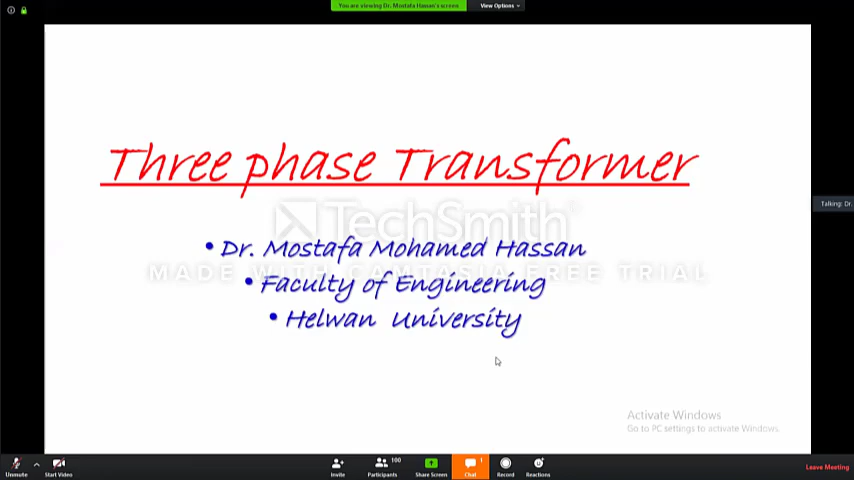 You are viewing Dr. Mostafa Hassan's screen
View Options
Three phase Transformer
TechSmith
• Dr. Mostafa Mohamed Hassan
MADE WITH CAMTASIA FREE TRIAL
• Faculty of Engineering
• Helwan University
Talking: Dr.
Activate Windows
Go to PC settings to activate Windows.
Unmute
Start Video
Invite
Participants
100
Share Screen
Chat
1
Record
Reactions
Leave Meeting